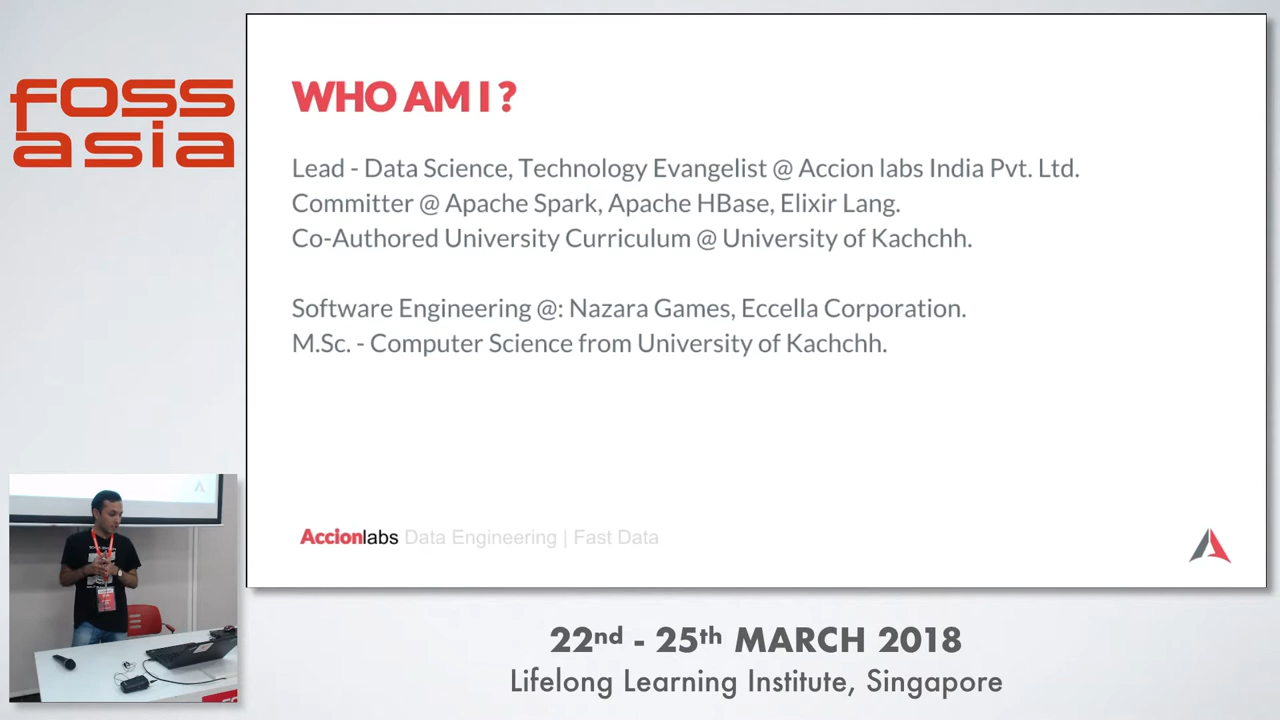 foss
asia
WHO AM I ?
Lead - Data Science, Technology Evangelist @ Accion labs India Pvt. Ltd.
Committer @ Apache Spark, Apache HBase, Elixir Lang.
Co-Authored University Curriculum @ University of Kachchh.
Software Engineering @: Nazara Games, Eccella Corporation.
M.Sc. - Computer Science from University of Kachchh.
Accionlabs Data Engineering | Fast Data
22nd - 25th MARCH 2018
Lifelong Learning Institute, Singapore